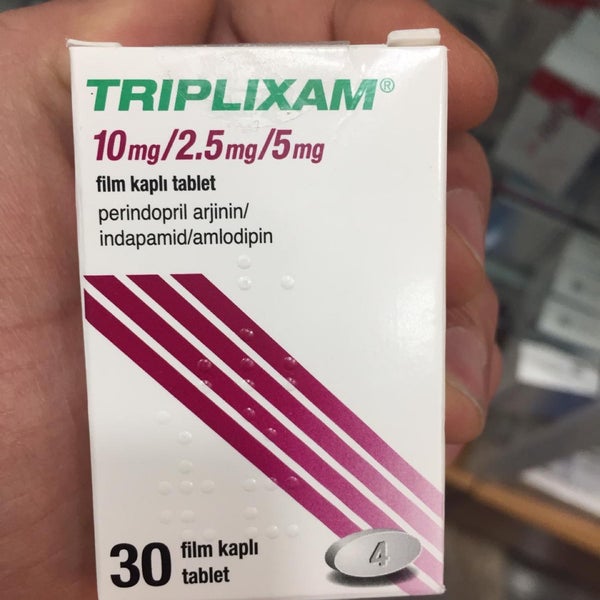 TRIPLIXAM®
10mg/2.5mg/5mg
film kaplı tablet
perindopril arjinin/
indapamid/amlodipin
30 film kaplı
tablet
4